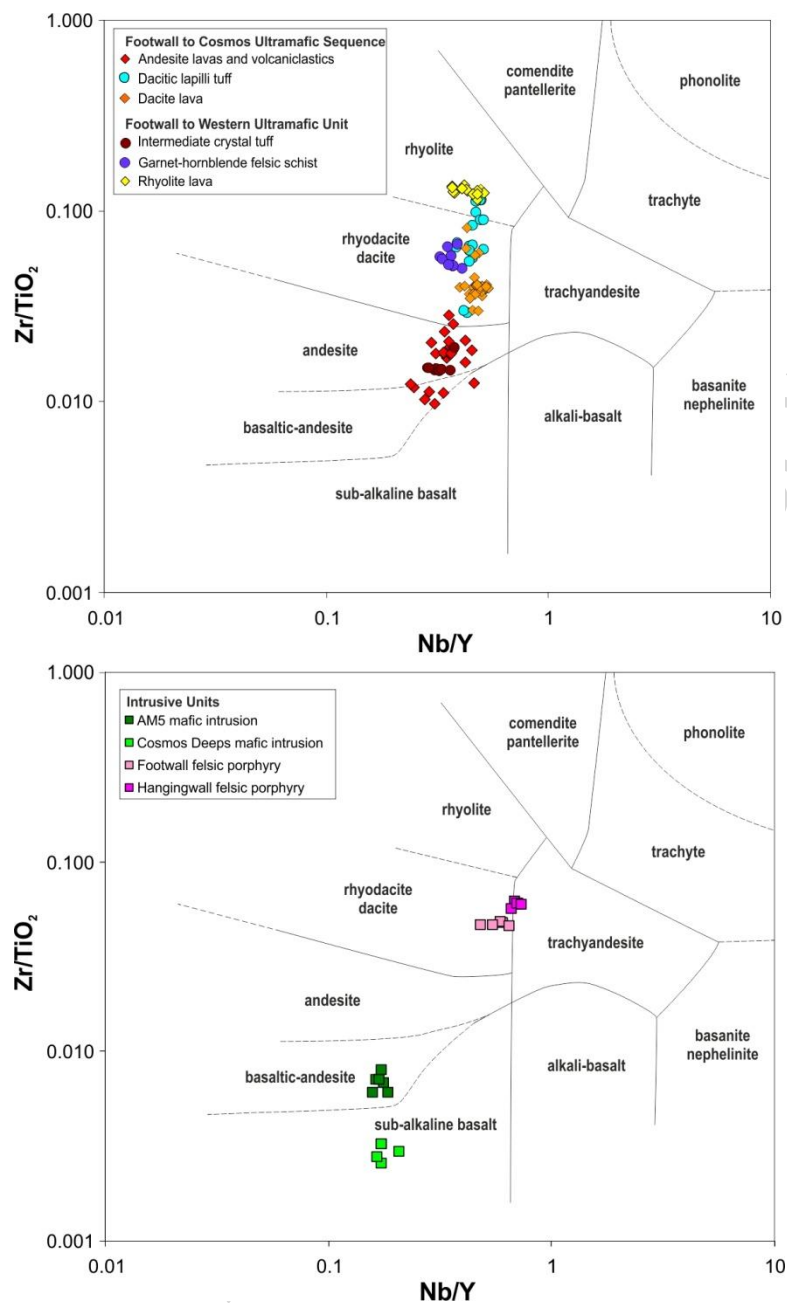 1.000
Footwall to Cosmos Ultramafic Sequence
Andesite lavas and volcaniclastics
Dacitic lapilli tuff
Dacite lava
Footwall to Western Ultramafic Unit
Intermediate crystal tuff
Garnet-hornblende felsic schist
Rhyolite lava
comendite
pantellerite
phonolite
rhyolite
0.100
trachyte
rhyodacite
dacite
trachyandesite
andesite
0.010
basaltic-andesite
alkali-basalt
basanite
nephelinite
sub-alkaline basalt
0.001
Zr/TiO2
0.01
0.1
1
10
Nb/Y
1.000
Intrusive Units
AM5 mafic intrusion
Cosmos Deeps mafic intrusion
Footwall felsic porphyry
Hangingwall felsic porphyry
comendite
pantellerite
phonolite
rhyolite
0.100
trachyte
rhyodacite
dacite
trachyandesite
andesite
0.010
basaltic-andesite
alkali-basalt
basanite
nephelinite
sub-alkaline basalt
0.001
Zr/TiO2
0.01
0.1
1
10
Nb/Y